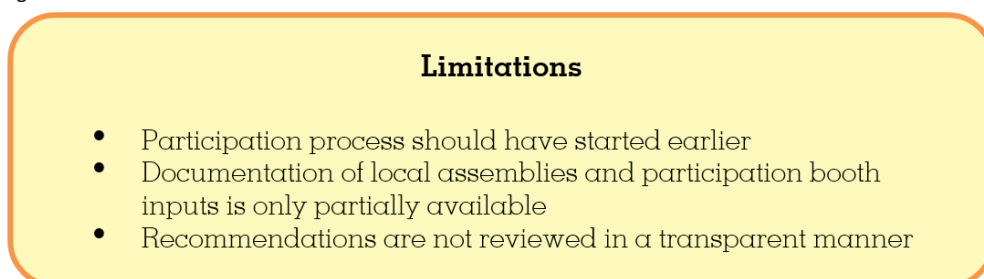 Limitations
• Participation process should have started earlier
• Documentation of local assemblies and participation booth
inputs is only partially available
• Recommendations are not reviewed in a transparent manner